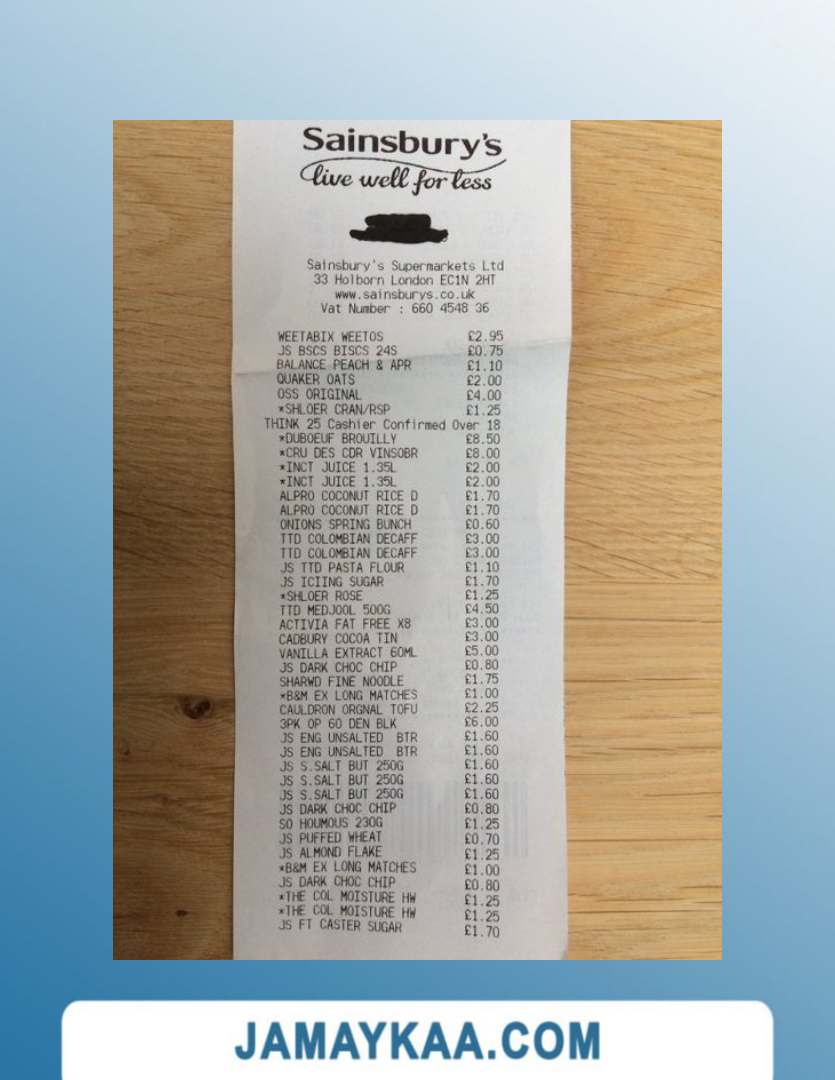 Sainsbury's
live well for less
Sainsbury's Supermarkets Ltd
33 Holborn London EC1N 2HT
www.sainsburys.co.uk
Vat Number : 660 4548 36
WEETABIX WEETOS £2.95
JS BSCS BISCS 24S £0.75
BALANCE PEACH & APR £1.10
QUAKER OATS £2.00
OSS ORIGINAL £4.00
*SHLOER CRAN/RSP £1.25
THINK 25 Cashier Confirmed Over 18
*DUBOEUF BROUILLY £8.50
*CRU DES CDR VINSOBR £8.00
*INCT JUICE 1.35L £2.00
*INCT JUICE 1.35L £2.00
ALPRO COCONUT RICE D £1.70
ALPRO COCONUT RICE D £1.70
ONIONS SPRING BUNCH £0.60
TTD COLOMBIAN DECAFF £3.00
TTD COLOMBIAN DECAFF £3.00
JS TTD PASTA FLOUR £1.10
JS ICIING SUGAR £1.70
*SHLOER ROSE £1.25
TTD MEDJOOL 500G £4.50
ACTIVIA FAT FREE X8 £3.00
CADBURY COCOA TIN £3.00
VANILLA EXTRACT 60ML £5.00
JS DARK CHOC CHIP £0.80
SHARWD FINE NOODLE £1.75
*B&M EX LONG MATCHES £1.00
CAULDRON ORGNAL TOFU £2.25
3PK OP 60 DEN BLK £6.00
JS ENG UNSALTED BTR £1.60
JS ENG UNSALTED BTR £1.60
JS S.SALT BUT 250G £1.60
JS S.SALT BUT 250G £1.60
JS S.SALT BUT 250G £1.60
JS DARK CHOC CHIP £0.80
SO HOUMOUS 230G £1.25
JS PUFFED WHEAT £0.70
JS ALMOND FLAKE £1.25
*B&M EX LONG MATCHES £1.00
JS DARK CHOC CHIP £0.80
*THE COL MOISTURE HW £1.25
*THE COL MOISTURE HW £1.25
JS FT CASTER SUGAR £1.70
JAMAYKAA.COM